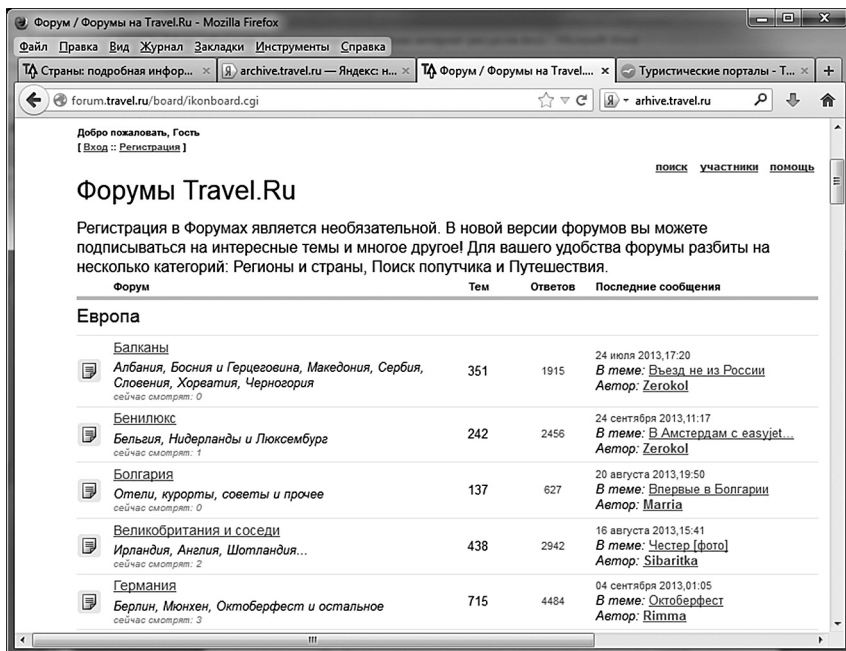 Форум / Форумы на Travel.Ru - Mozilla Firefox
Файл Правка Вид Журнал Закладки Инструменты Справка
Страны: подробная инфор... × archive.travel.ru — Яндекс: н... × Форум / Форумы на Travel.... × Туристические порталы - Т... × +
forum.travel.ru/board/ikonboard.cgi arhive.travel.ru
Добро пожаловать, Гость
[ Вход :: Регистрация ]
поиск участники помощь
Форумы Travel.Ru
Регистрация в Форумах является необязательной. В новой версии форумов вы можете
подписываться на интересные темы и многое другое! Для вашего удобства форумы разбиты на
несколько категорий: Регионы и страны, Поиск попутчика и Путешествия.
Форум Тем Ответов Последние сообщения
Европа
Балканы
Албания, Босния и Герцеговина, Македония, Сербия,
Словения, Хорватия, Черногория
сейчас смотрят: 0
351 1915
24 июля 2013,17:20
В теме: Въезд не из России
Автор: Zerokol
Бенилюкс
Бельгия, Нидерланды и Люксембург
сейчас смотрят: 1
242 2456
24 сентября 2013,11:17
В теме: В Амстердам с easyjet...
Автор: Zerokol
Болгария
Отели, курорты, советы и прочее
сейчас смотрят: 0
137 627
20 августа 2013,19:50
В теме: Впервые в Болгарии
Автор: Marria
Великобритания и соседи
Ирландия, Англия, Шотландия...
сейчас смотрят: 2
438 2942
16 августа 2013,15:41
В теме: Честер [фото]
Автор: Sibaritka
Германия
Берлин, Мюнхен, Октоберфест и остальное
сейчас смотрят: 3
715 4484
04 сентября 2013,01:05
В теме: Октоберфест
Автор: Rimma